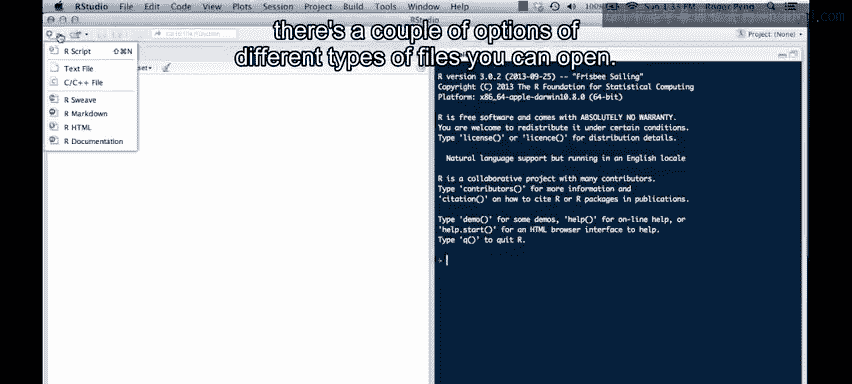 RStudio File Edit Code View Plots Session Project Build Tools Window Help
Sun 1:33 PM Roger Peng
RStudio
there's a couple of options of
different types of files you can open.
Project: (None)
R Script ⇧⌘N
Text File
C/C++ File
R Sweave
R Markdown
R HTML
R Documentation
R version 3.0.2 (2013-09-25) -- "Frisbee Sailing"
Copyright (C) 2013 The R Foundation for Statistical Computing
Platform: x86_64-apple-darwin10.8.0 (64-bit)
R is free software and comes with ABSOLUTELY NO WARRANTY.
You are welcome to redistribute it under certain conditions.
Type 'license()' or 'licence()' for distribution details.
Natural language support but running in an English locale
R is a collaborative project with many contributors.
Type 'contributors()' for more information and
'citation()' on how to cite R or R packages in publications.
Type 'demo()' for some demos, 'help()' for on-line help, or
'help.start()' for an HTML browser interface to help.
Type 'q()' to quit R.
>